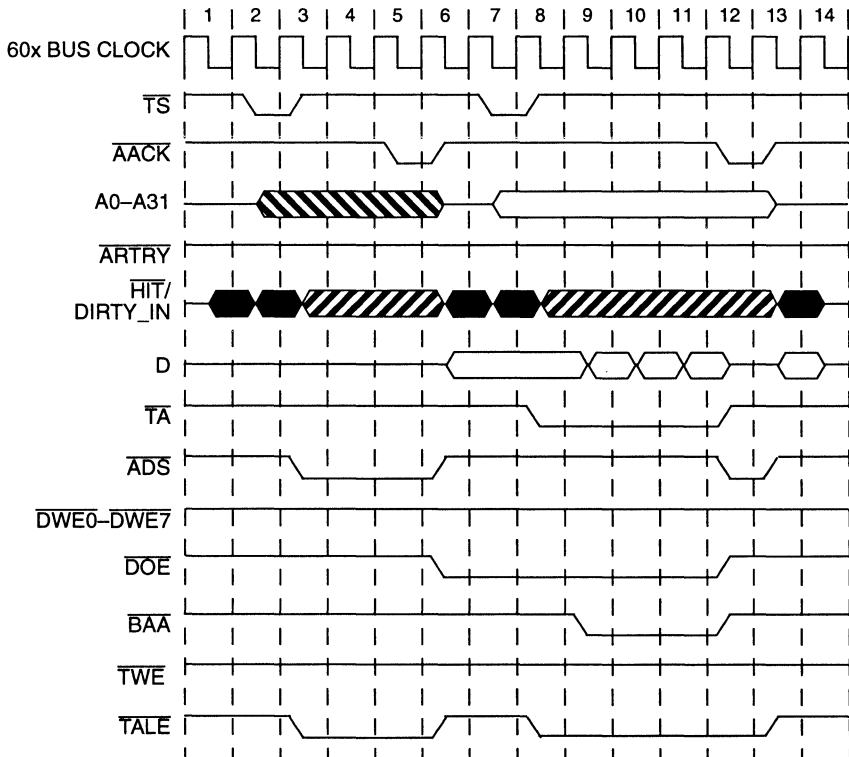 1 2 3 4 5 6 7 8 9 10 11 12 13 14
60x BUS CLOCK
TS
AACK
A0–A31
ARTRY
HIT/
DIRTY_IN
D
TA
ADS
DWE0–DWE7
DOE
BAA
TWE
TALE